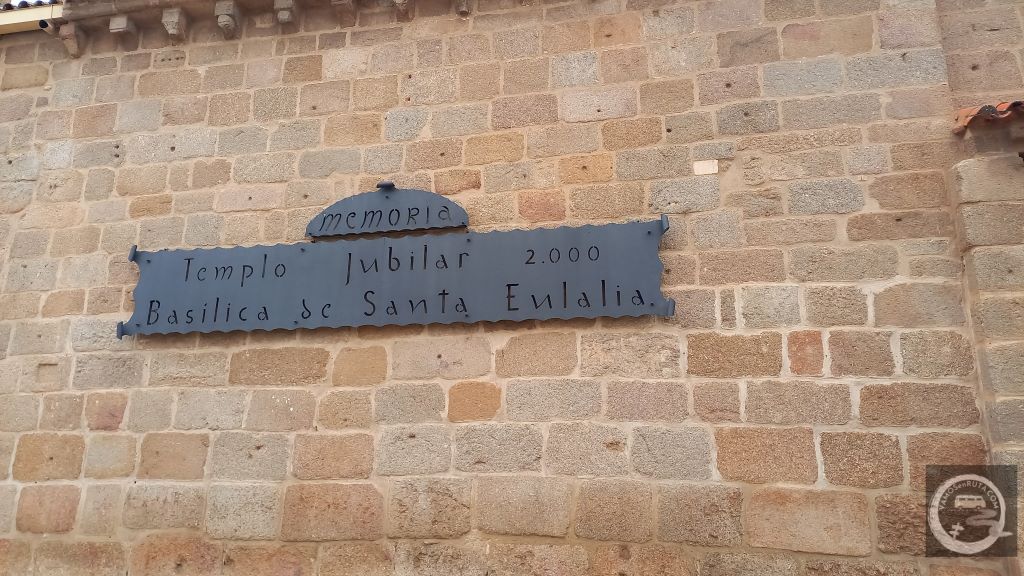 memoria
Templo Jubilar 2.000
Basilica de Santa Eulalia.